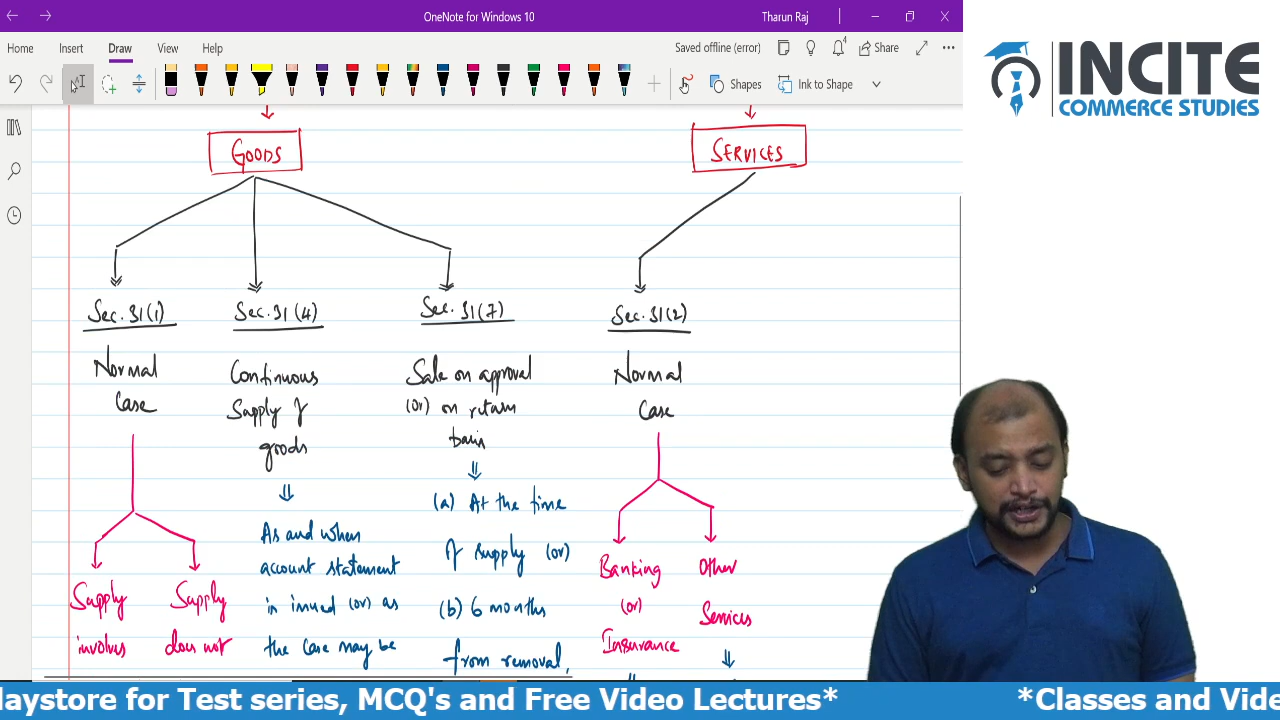 OneNote for Windows 10
Tharun Raj
Home Insert Draw View Help
Saved offline (error)
Share
Shapes
Ink to Shape
INCITE
COMMERCE STUDIES
GOODS
SERVICES
Sec. 31(1)
Normal
Case
Supply
involves
Supply
does not
Sec. 31(4)
Continuous
Supply of
goods
As and when
account statement
is issued (or) as
the case may be
Sec. 31(7)
Sale on approval
(or) on return
basis
(a) At the time
of supply (or)
(b) 6 months
from removal,
Sec. 31(2)
Normal
Case
Banking
(or)
Insurance
Other
Services
laystore for Test series, MCQ's and Free Video Lectures* *Classes and Vide